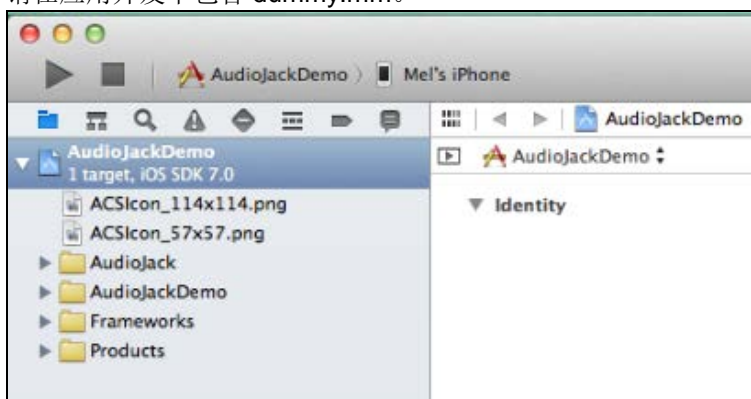 AudioJackDemo
Mel's iPhone
AudioJackDemo
AudioJackDemo
1 target, iOS SDK 7.0
AudioJackDemo
ACSIcon_114x114.png
Identity
ACSIcon_57x57.png
AudioJack
AudioJackDemo
Frameworks
Products